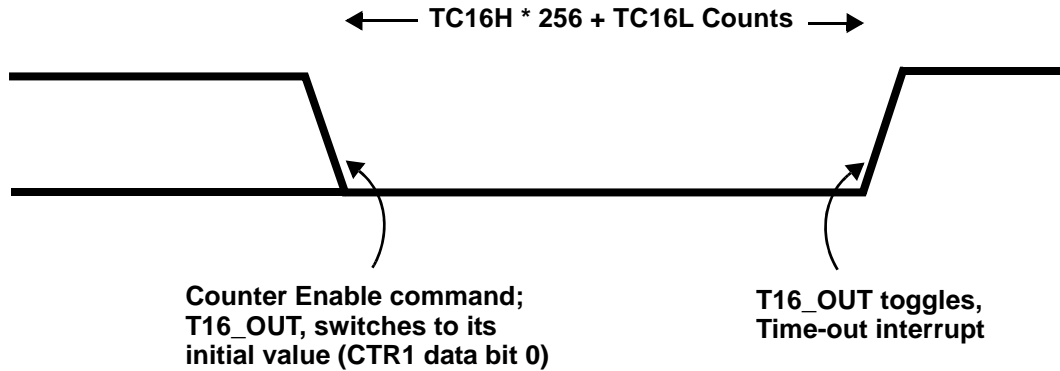 TC16H * 256 + TC16L Counts
Counter Enable command;
T16_OUT, switches to its
initial value (CTR1 data bit 0)
T16_OUT toggles,
Time-out interrupt